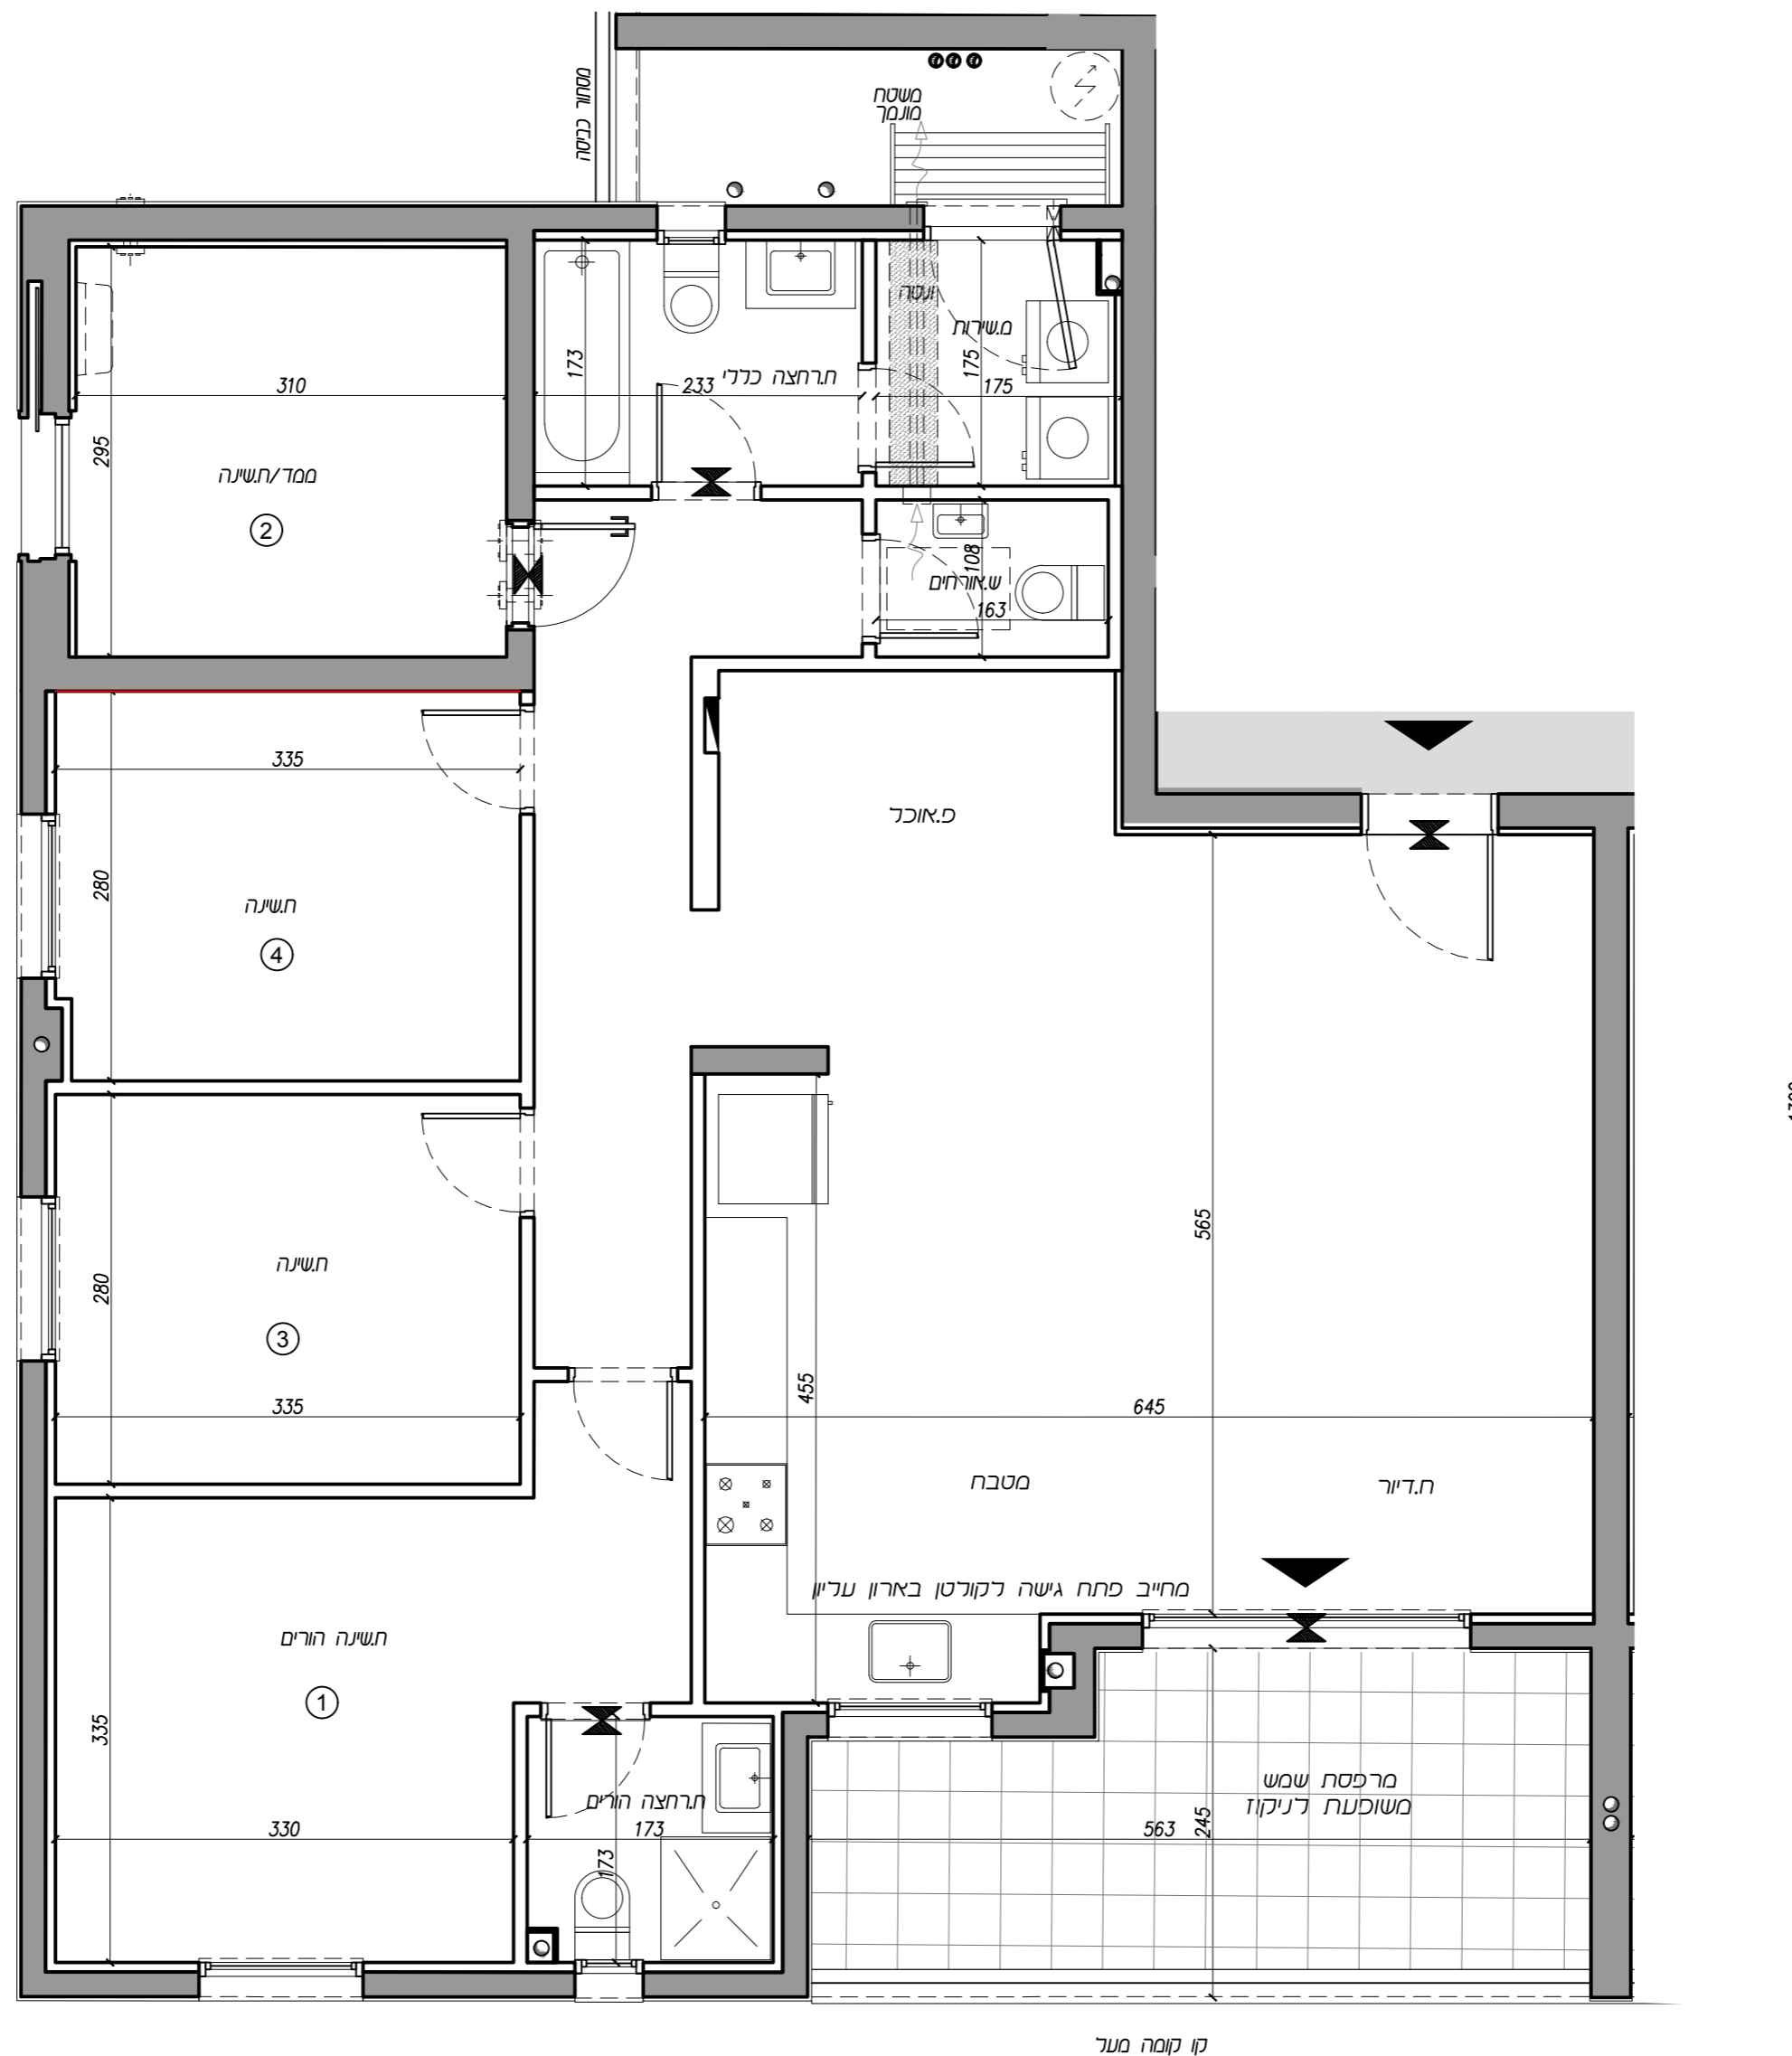 מסתור כביסה
משטח
מונמך
310
295
ממד/ח.שינה
2
173
233
ח.רחצה כללי
מ.שירות
175
175
108
ש.אורחים
163
335
280
ח.שינה
4
פ.אוכל
280
ח.שינה
3
335
565
455
645
מטבח
ח.דיור
מחייב פתח גישה לקולטן בארון עליון
ח.שינה הורים
1
335
330
ח.רחצה הורים
173
173
מרפסת שמש
משופעת לניקוז
563
245
קו קומה מעל